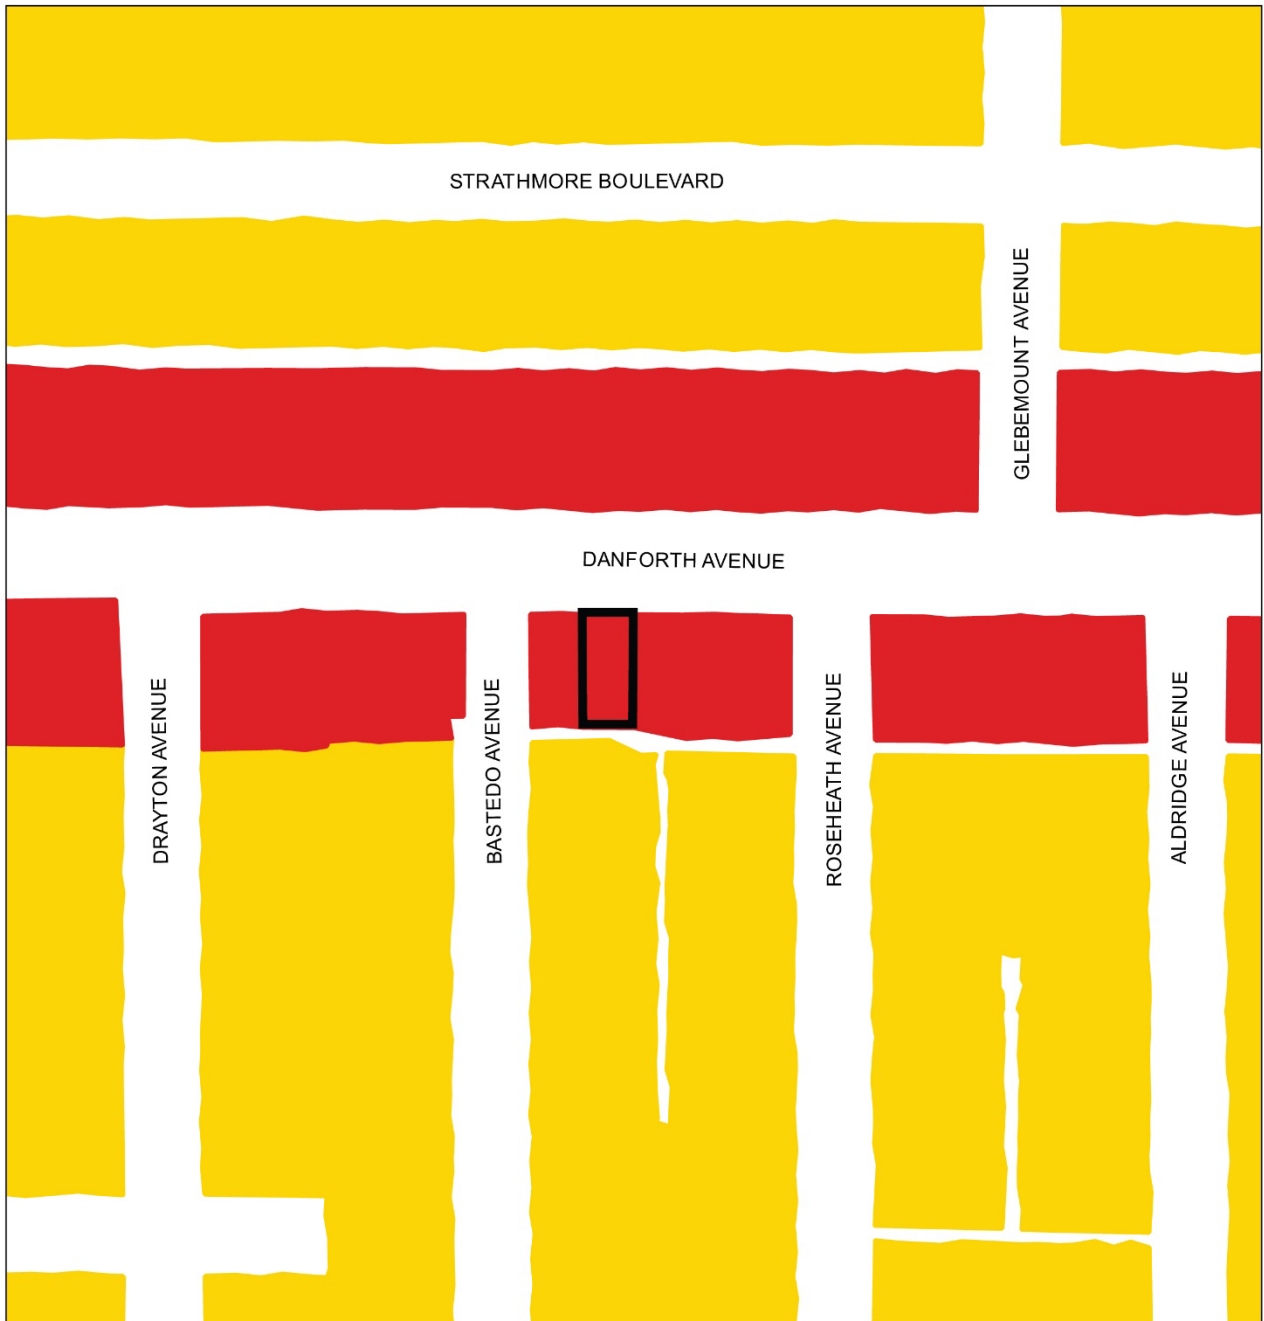 STRATHMORE BOULEVARD
GLEBEMOUNT AVENUE
DANFORTH AVENUE
DRAYTON AVENUE
BASTEDO AVENUE
ROSEHEATH AVENUE
ALDRIDGE AVENUE